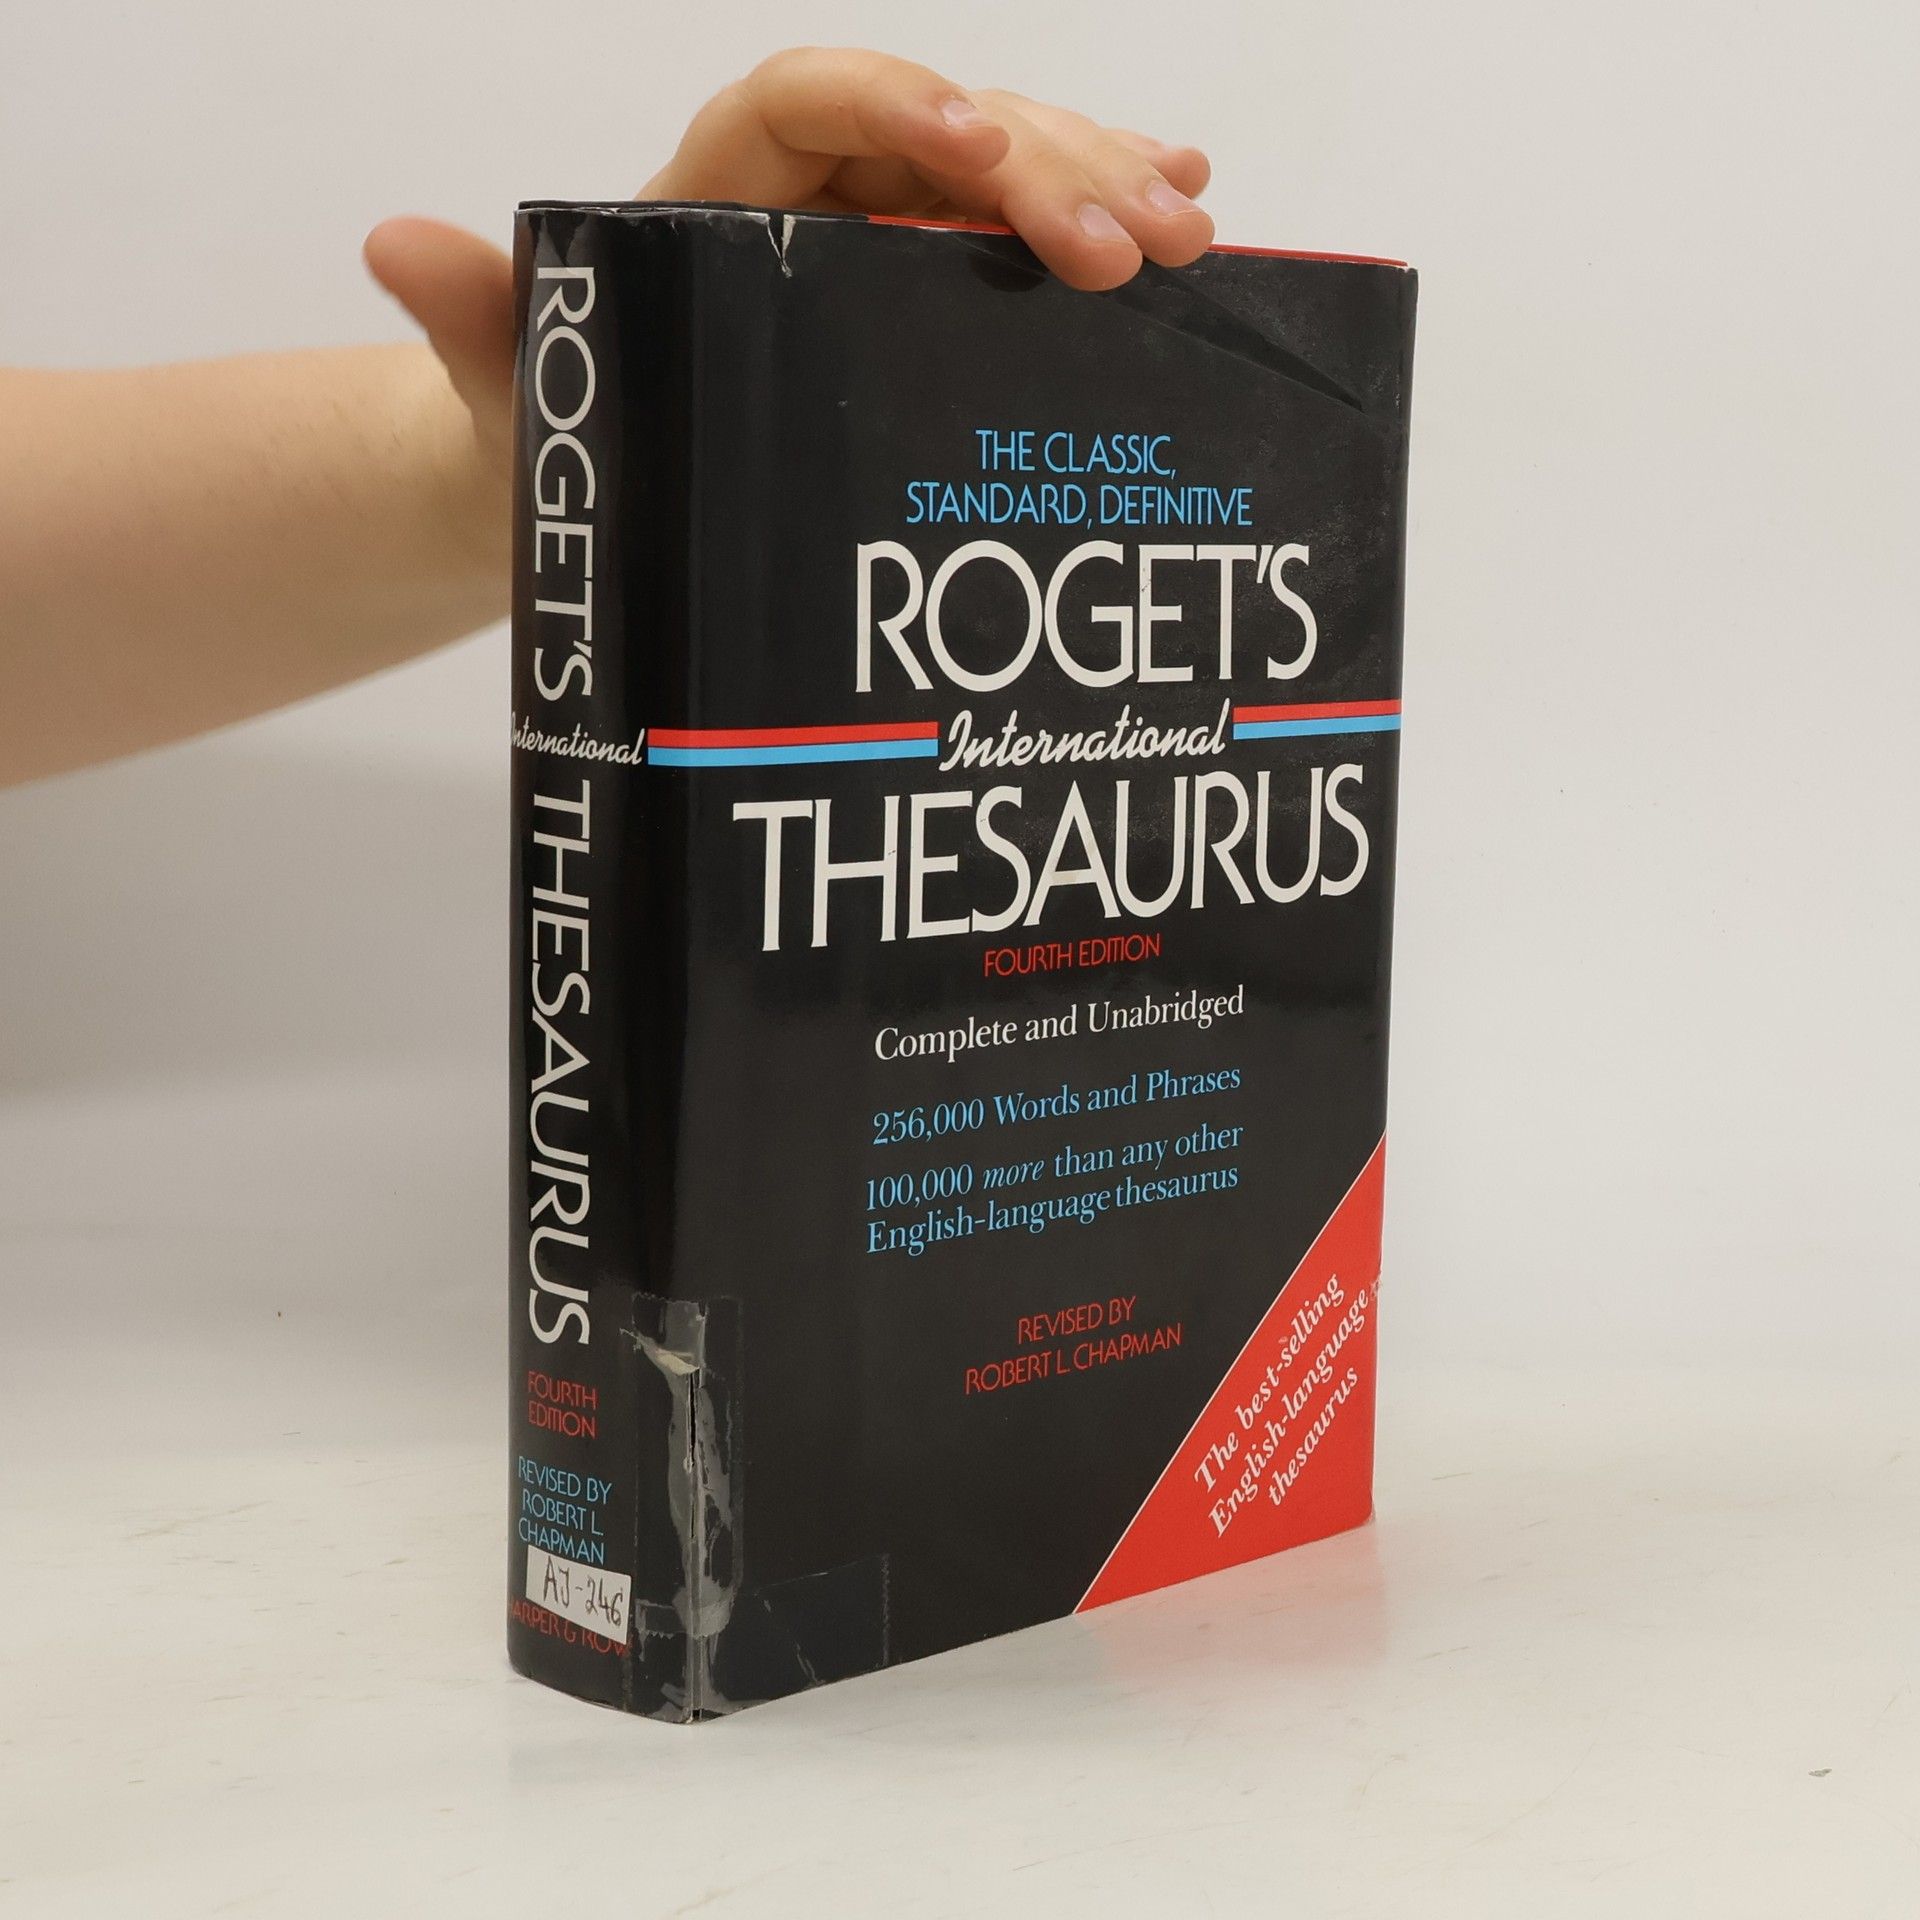 ROGET'S International THESAURUS
FOURTH
EDITION
REVISED BY
ROBERT L.
CHAPMAN
AJ-246
HARPER & ROW
THE CLASSIC,
STANDARD, DEFINITIVE
ROGET'S
International
THESAURUS
FOURTH EDITION
Complete and Unabridged
256,000 Words and Phrases
100,000 more than any other
English-language thesaurus
REVISED BY
ROBERT L. CHAPMAN
The best-selling
English-language
thesaurus